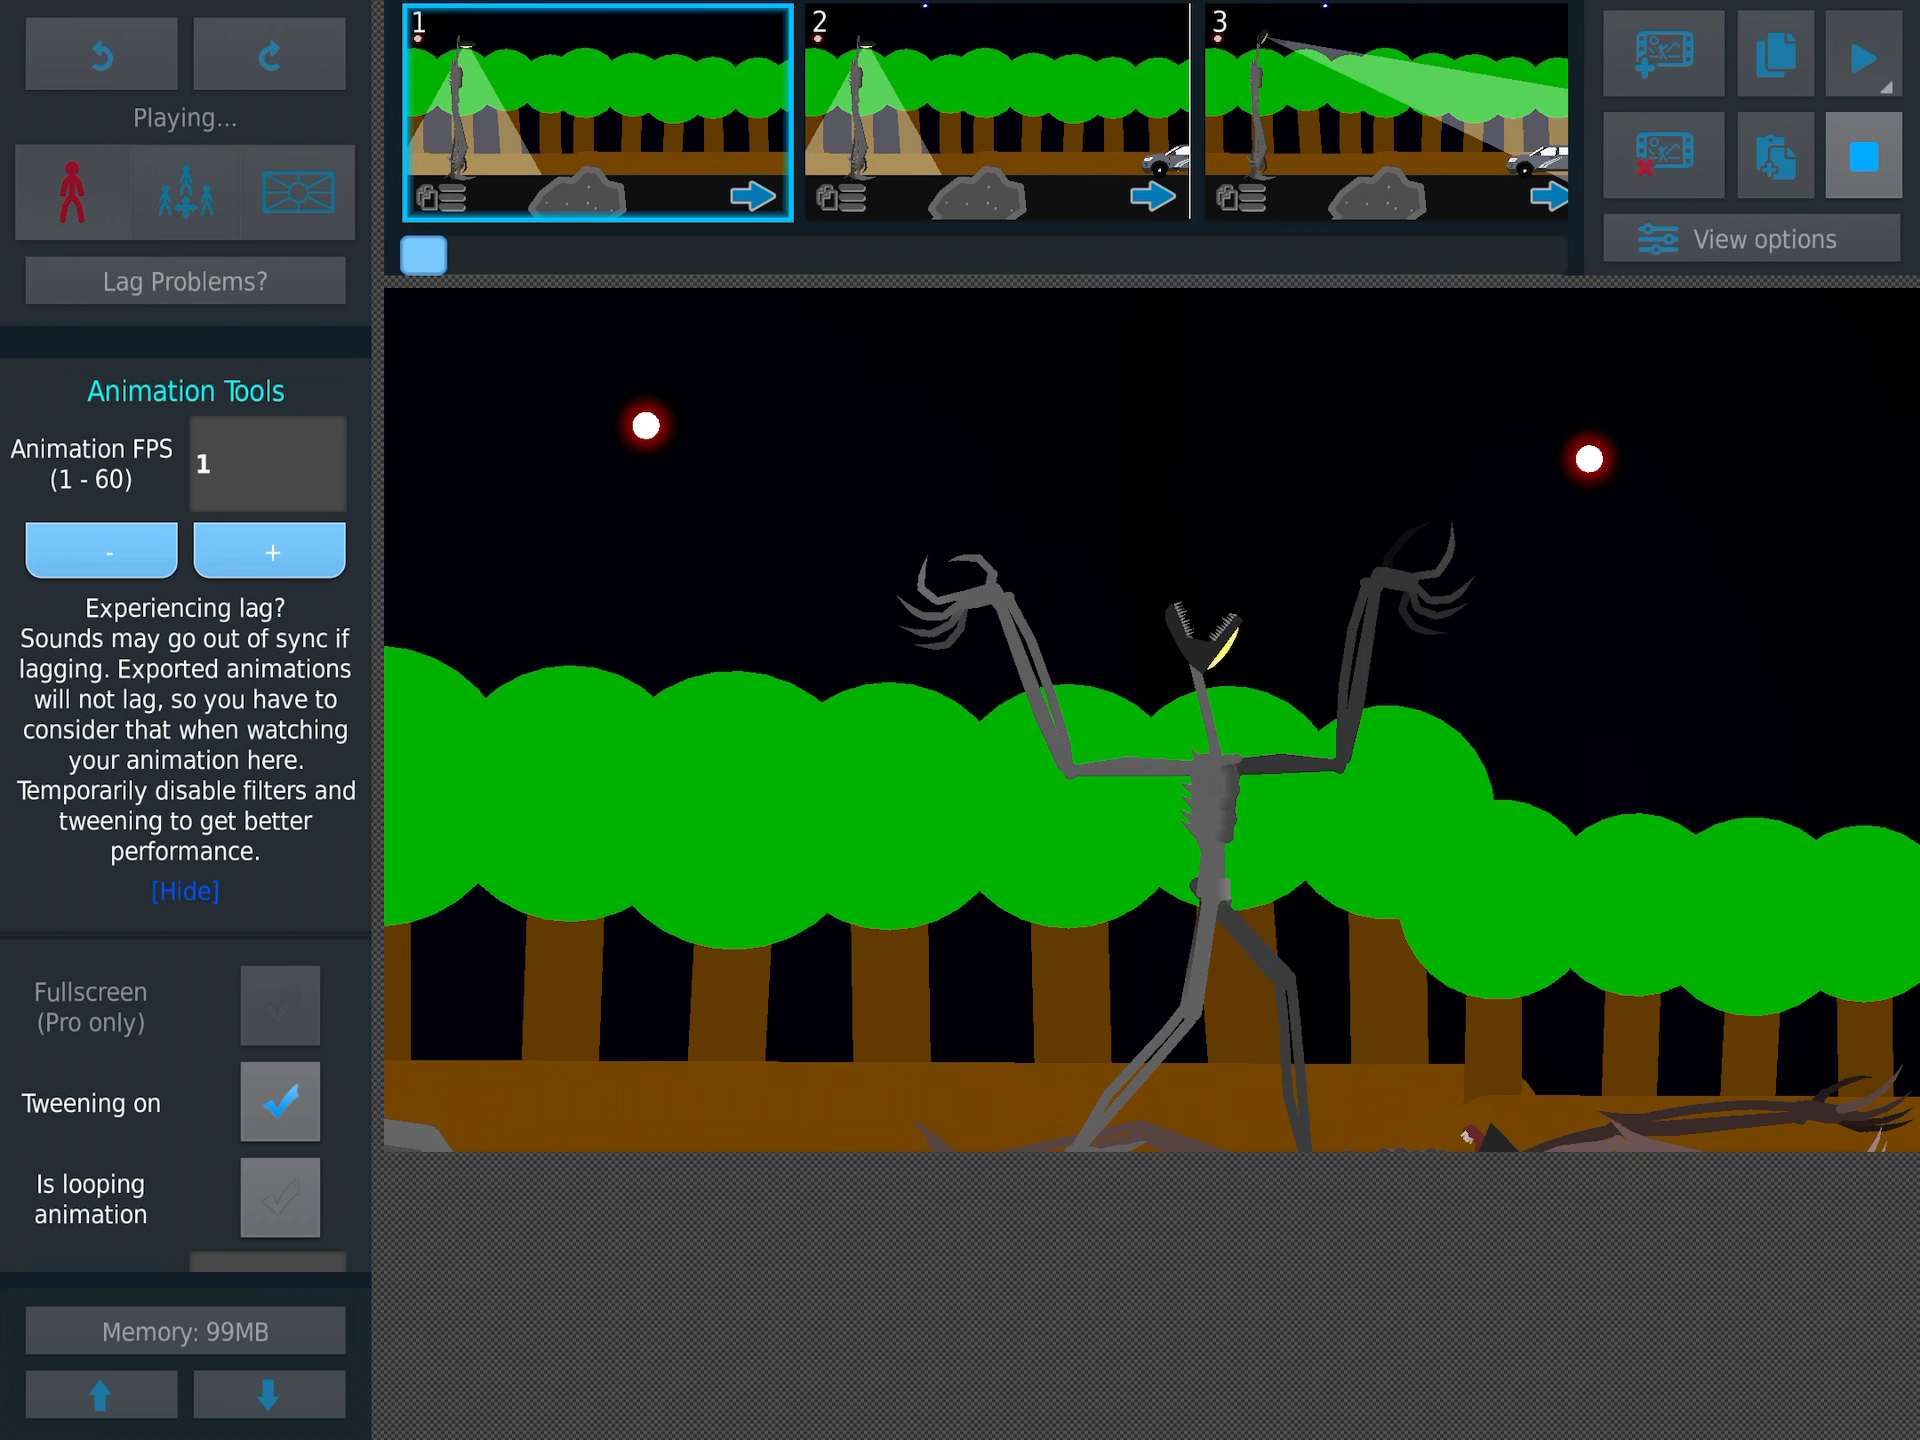 1
2
3
Playing...
View options
Lag Problems?
Animation Tools
Animation FPS
(1 - 60)
1
-
+
Experiencing lag?
Sounds may go out of sync if
lagging. Exported animations
will not lag, so you have to
consider that when watching
your animation here.
Temporarily disable filters and
tweening to get better
performance.
[Hide]
Fullscreen
(Pro only)
Tweening on
Is looping
animation
Memory: 99MB